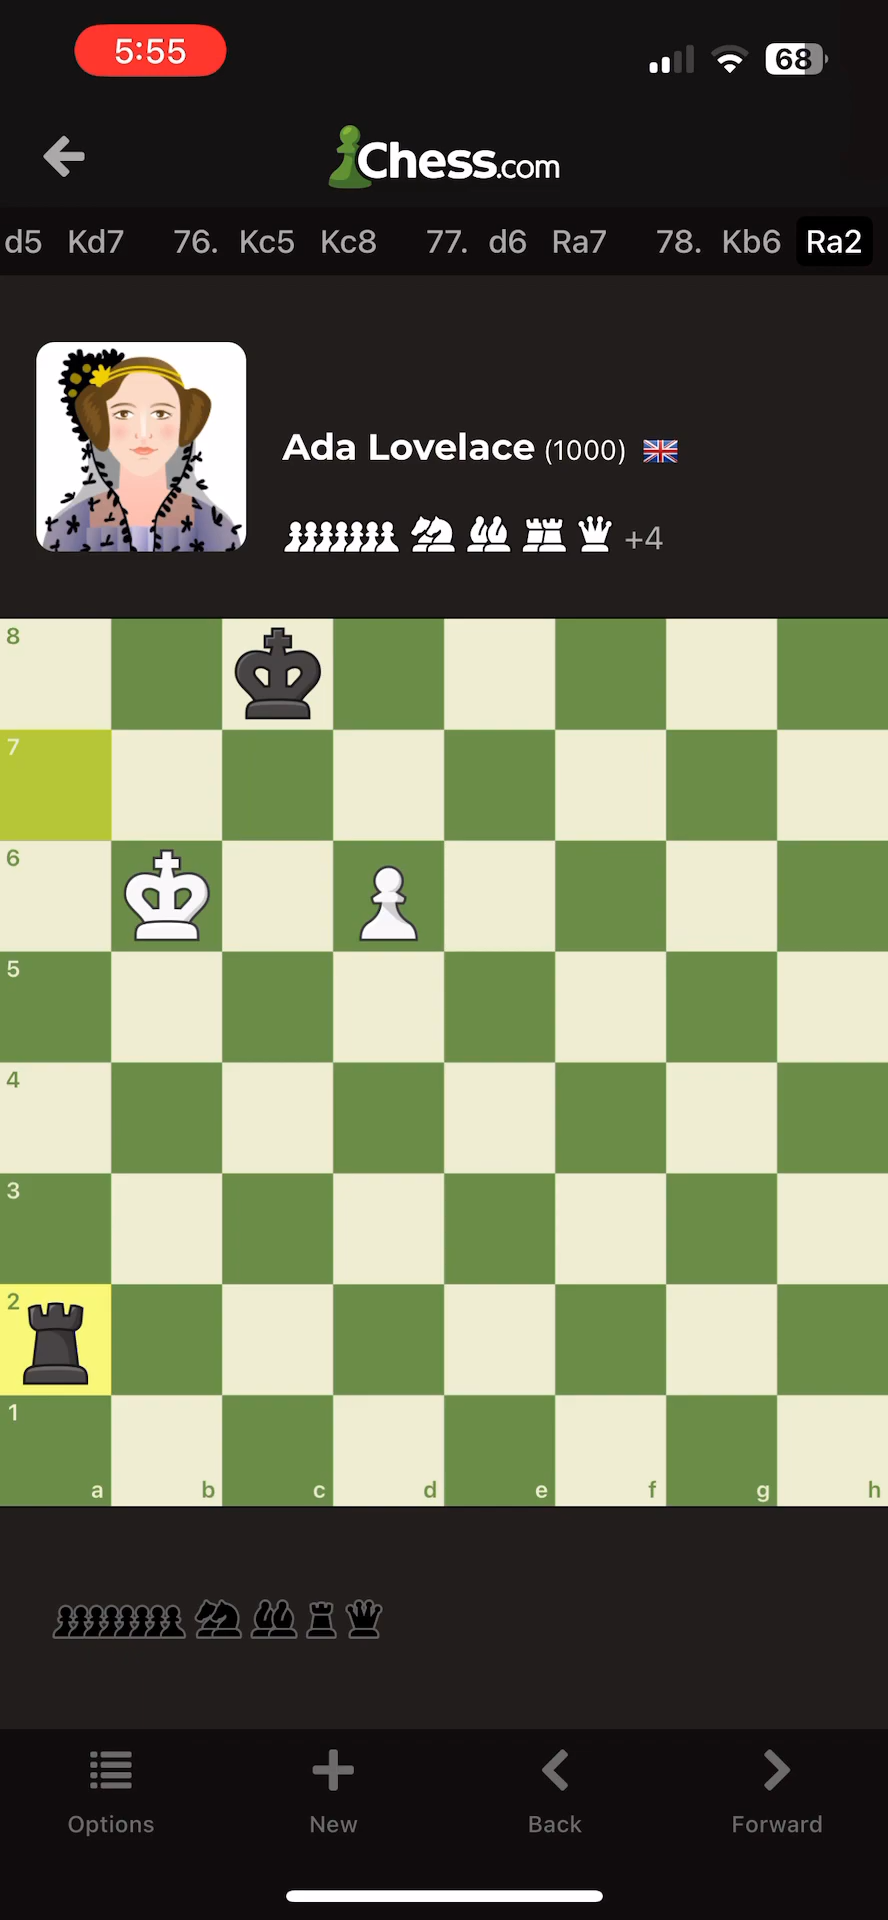 5:55 68
Chess.com
d5 Kd7 76. Kc5 Kc8 77. d6 Ra7 78. Kb6 Ra2
Ada Lovelace (1000)
+4
8
7
6
5
4
3
2
1
a b c d e f g h
Options New Back Forward